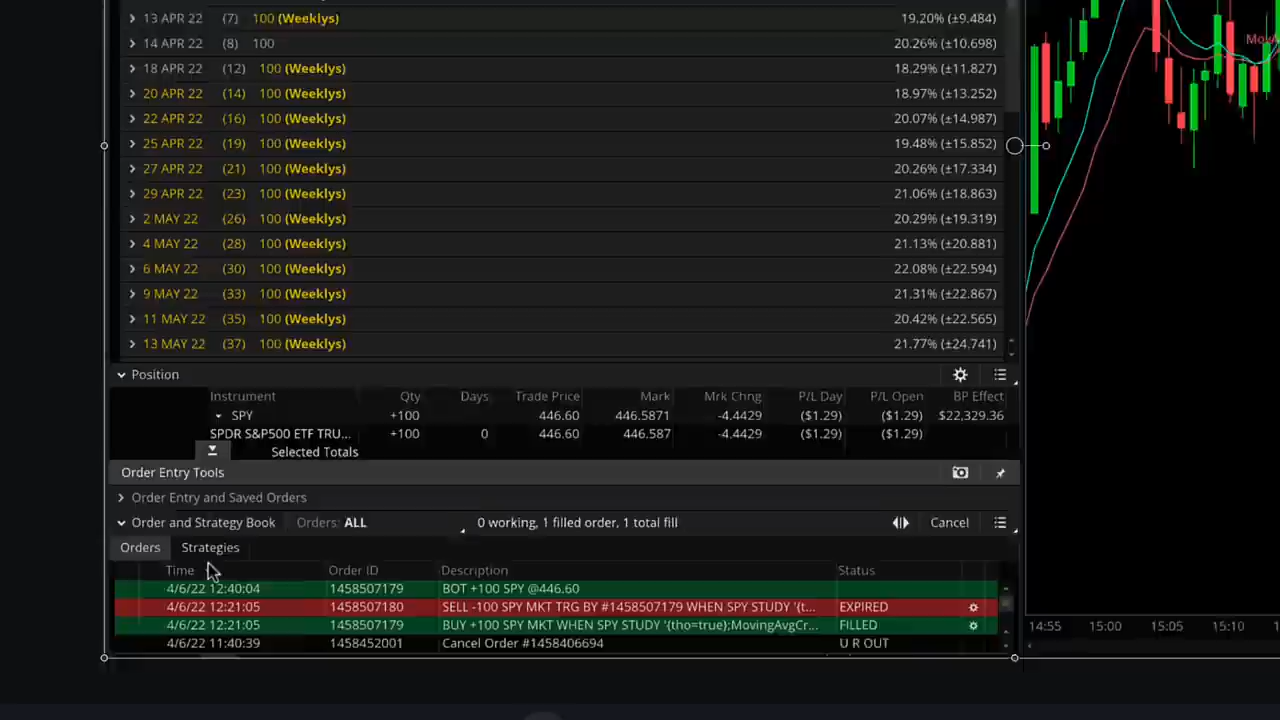 13 APR 22 (7) 100 (Weeklys) 19.20% (±9.484)
14 APR 22 (8) 100 20.26% (±10.698)
18 APR 22 (12) 100 (Weeklys) 18.29% (±11.827)
20 APR 22 (14) 100 (Weeklys) 18.97% (±13.252)
22 APR 22 (16) 100 (Weeklys) 20.07% (±14.987)
25 APR 22 (19) 100 (Weeklys) 19.48% (±15.852)
27 APR 22 (21) 100 (Weeklys) 20.26% (±17.334)
29 APR 22 (23) 100 (Weeklys) 21.06% (±18.863)
2 MAY 22 (26) 100 (Weeklys) 20.29% (±19.319)
4 MAY 22 (28) 100 (Weeklys) 21.13% (±20.881)
6 MAY 22 (30) 100 (Weeklys) 22.08% (±22.594)
9 MAY 22 (33) 100 (Weeklys) 21.31% (±22.867)
11 MAY 22 (35) 100 (Weeklys) 20.42% (±22.565)
13 MAY 22 (37) 100 (Weeklys) 21.77% (±24.741)
Position
Instrument Qty Days Trade Price Mark Mrk Chng P/L Day P/L Open BP Effect
SPY +100 446.60 446.5871 -4.4429 ($1.29) ($1.29) $22,329.36
SPDR S&P500 ETF TRU... +100 0 446.60 446.587 -4.4429 ($1.29) ($1.29)
Selected Totals
Order Entry Tools
Order Entry and Saved Orders
Order and Strategy Book Orders: ALL 0 working, 1 filled order, 1 total fill Cancel
Orders Strategies
Time Order ID Description Status
4/6/22 12:40:04 1458507179 BOT +100 SPY @446.60
4/6/22 12:21:05 1458507180 SELL -100 SPY MKT TRG BY #1458507179 WHEN SPY STUDY '{t... EXPIRED
4/6/22 12:21:05 1458507179 BUY +100 SPY MKT WHEN SPY STUDY '{tho=true};MovingAvgCr... FILLED
4/6/22 11:40:39 1458452001 Cancel Order #1458406694 U R OUT
14:55 15:00 15:05 15:10